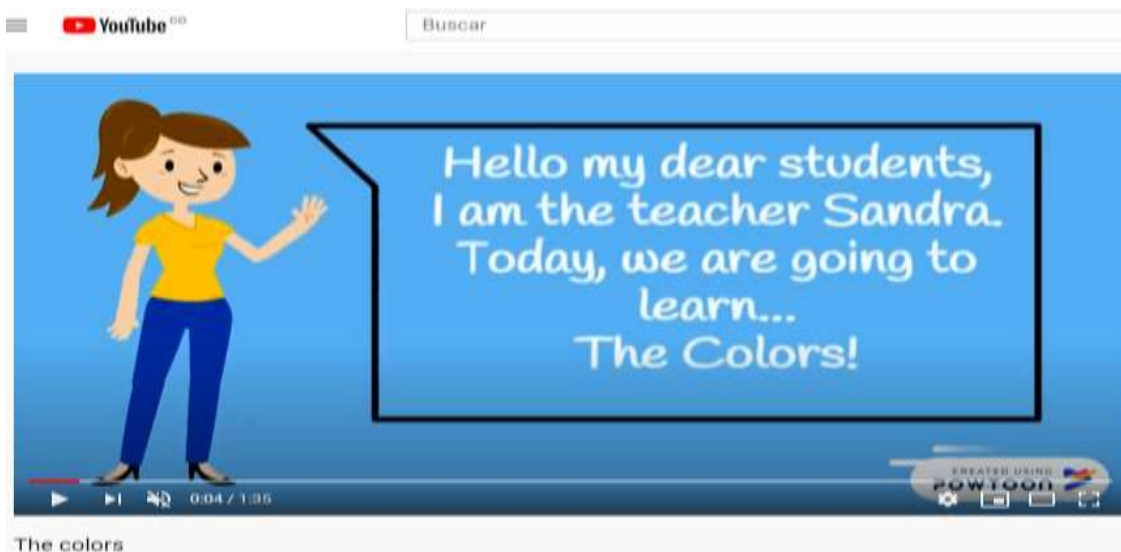 YouTube CO
Buscar
Hello my dear students,
I am the teacher Sandra.
Today, we are going to
learn...
The Colors!
CREATED USING
POWTOON
0:04 / 1:35
The colors